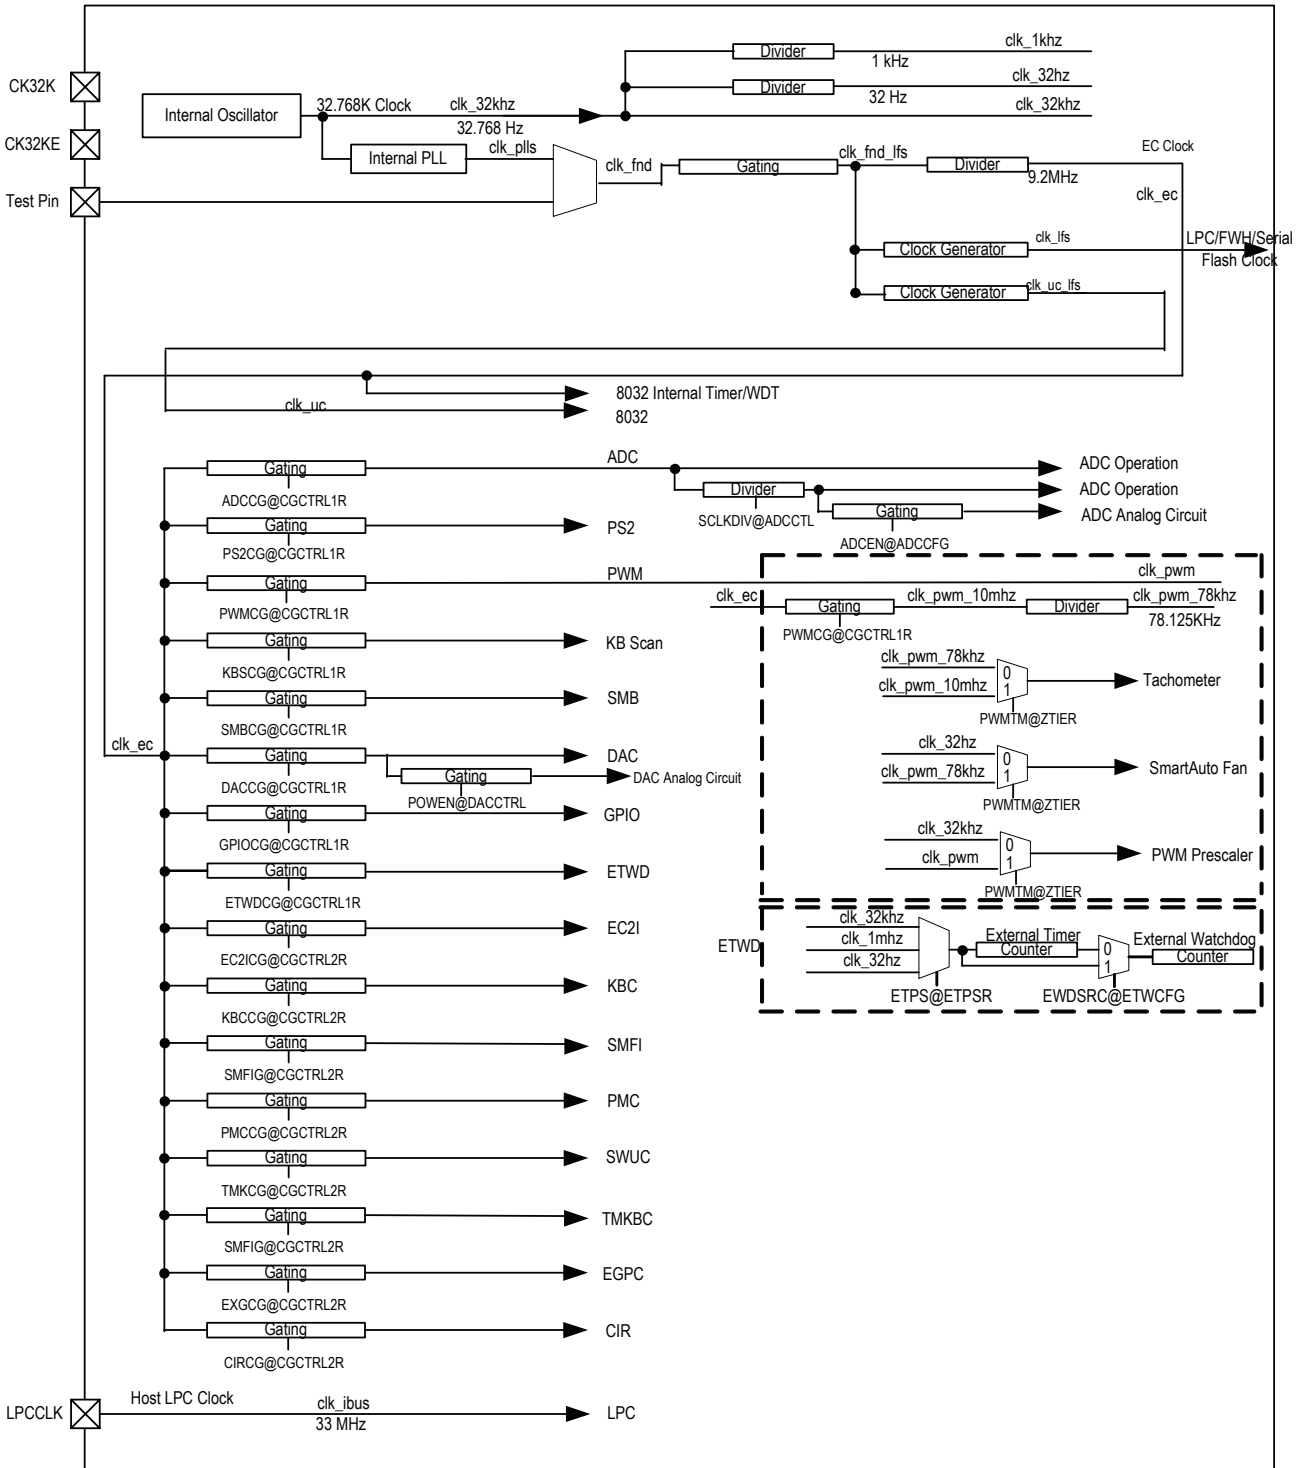 CK32K
CK32KE
Test Pin
Internal Oscillator
32.768K Clock
clk_32khz
32.768 Hz
Divider
1 kHz
clk_1khz
Divider
32 Hz
clk_32hz
clk_32khz
Internal PLL
clk_plls
clk_fnd
Gating
clk_fnd_lfs
Divider
9.2MHz
EC Clock
clk_ec
Clock Generator
clk_lfs
LPC/FWH/Serial
Flash Clock
Clock Generator
clk_uc_lfs
8032 Internal Timer/WDT
clk_uc
8032
Gating
ADCCG@CGCTRL1R
ADC
ADC Operation
Divider
SCLKDIV@ADCCTL
ADC Operation
Gating
ADCEN@ADCCFG
ADC Analog Circuit
Gating
PS2CG@CGCTRL1R
PS2
Gating
PWMCG@CGCTRL1R
PWM
clk_pwm
clk_ec
Gating
PWMCG@CGCTRL1R
clk_pwm_10mhz
Divider
clk_pwm_78khz
78.125KHz
Gating
KBSCG@CGCTRL1R
KB Scan
clk_pwm_78khz
clk_pwm_10mhz
0
1
PWMTM@ZTIER
Tachometer
Gating
SMBCG@CGCTRL1R
SMB
clk_ec
Gating
DACCG@CGCTRL1R
DAC
Gating
POWEN@DACCTRL
DAC Analog Circuit
clk_32hz
clk_pwm_78khz
0
1
PWMTM@ZTIER
SmartAuto Fan
Gating
GPIOCG@CGCTRL1R
GPIO
clk_32khz
clk_pwm
0
1
PWMTM@ZTIER
PWM Prescaler
Gating
ETWDCG@CGCTRL1R
ETWD
Gating
EC2ICG@CGCTRL2R
EC2I
ETWD
clk_32khz
clk_1mhz
clk_32hz
ETPS@ETPSR
External Timer
Counter
0
1
EWDSRC@ETWCFG
External Watchdog
Counter
Gating
KBCCG@CGCTRL2R
KBC
Gating
SMFIG@CGCTRL2R
SMFI
Gating
PMCCG@CGCTRL2R
PMC
Gating
TMKCG@CGCTRL2R
SWUC
Gating
SMFIG@CGCTRL2R
TMKBC
Gating
EXGCG@CGCTRL2R
EGPC
Gating
CIRCG@CGCTRL2R
CIR
LPCCLK
Host LPC Clock
clk_ibus
33 MHz
LPC